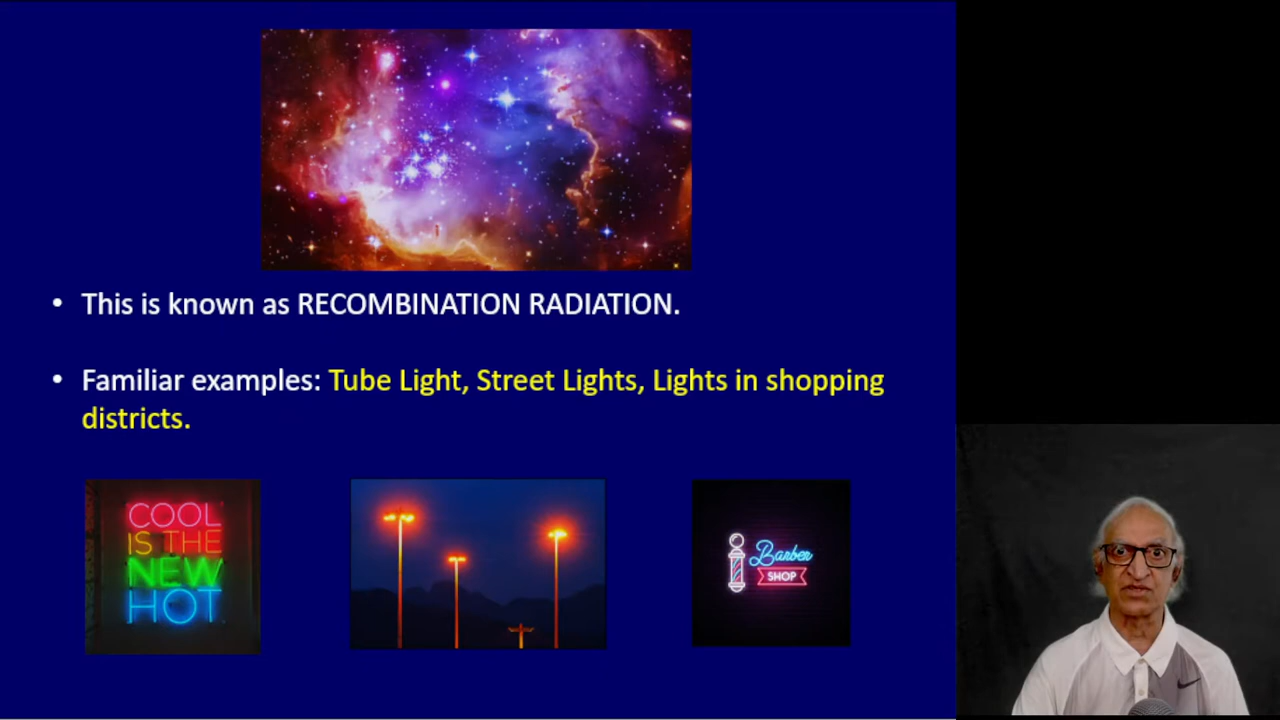 • This is known as RECOMBINATION RADIATION.
• Familiar examples: Tube Light, Street Lights, Lights in shopping
districts.
COOL
IS THE
NEW
HOT
Barber
SHOP